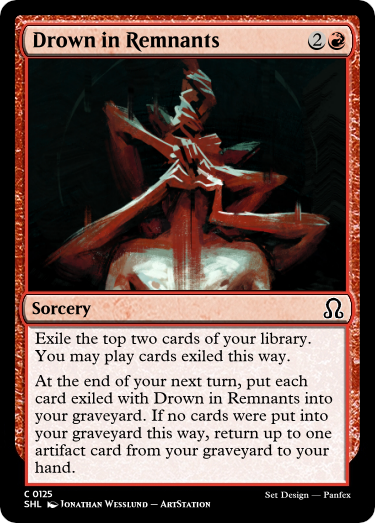 Drown in Remnants 2
Sorcery
Exile the top two cards of your library.
You may play cards exiled this way.
At the end of your next turn, put each
card exiled with Drown in Remnants into
your graveyard. If no cards were put into
your graveyard this way, return up to one
artifact card from your graveyard to your
hand.
C 0125
SHL Jonathan Wesslund — ArtStation
Set Design — Panfex